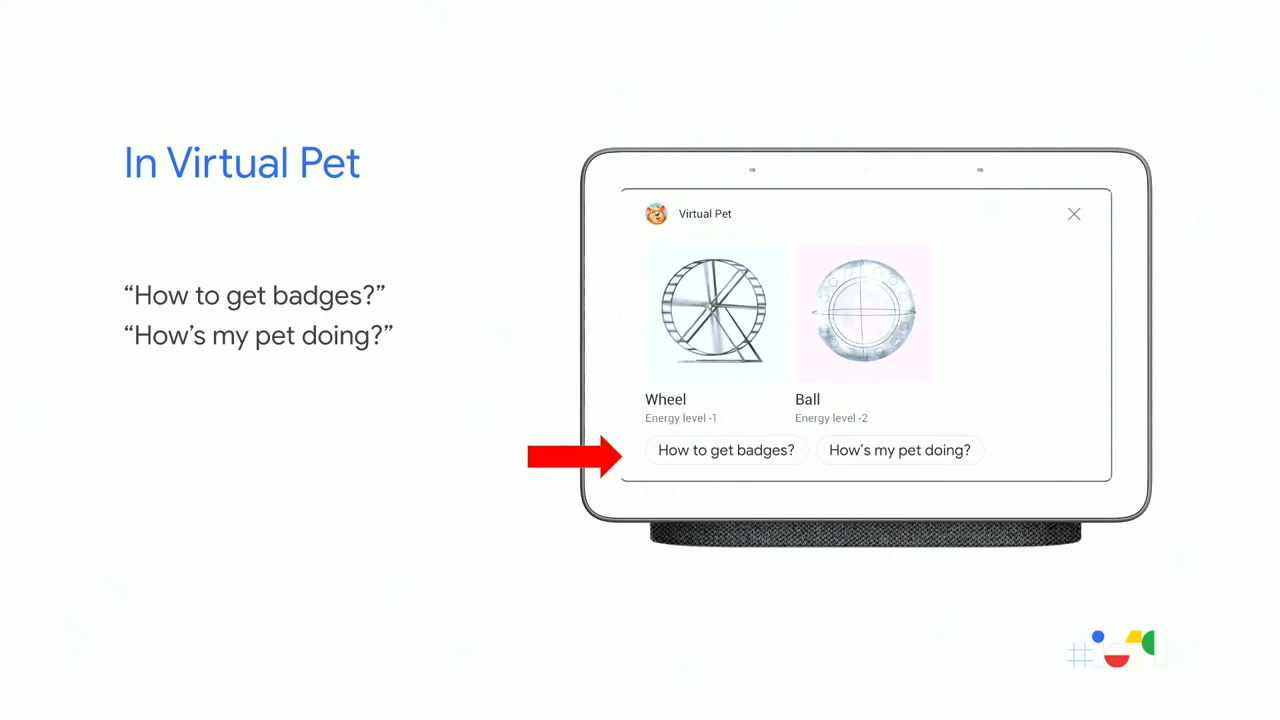 In Virtual Pet
“How to get badges?”
“How’s my pet doing?”
Virtual Pet
Wheel
Ball
Energy level -1
Energy level -2
How to get badges?
How’s my pet doing?